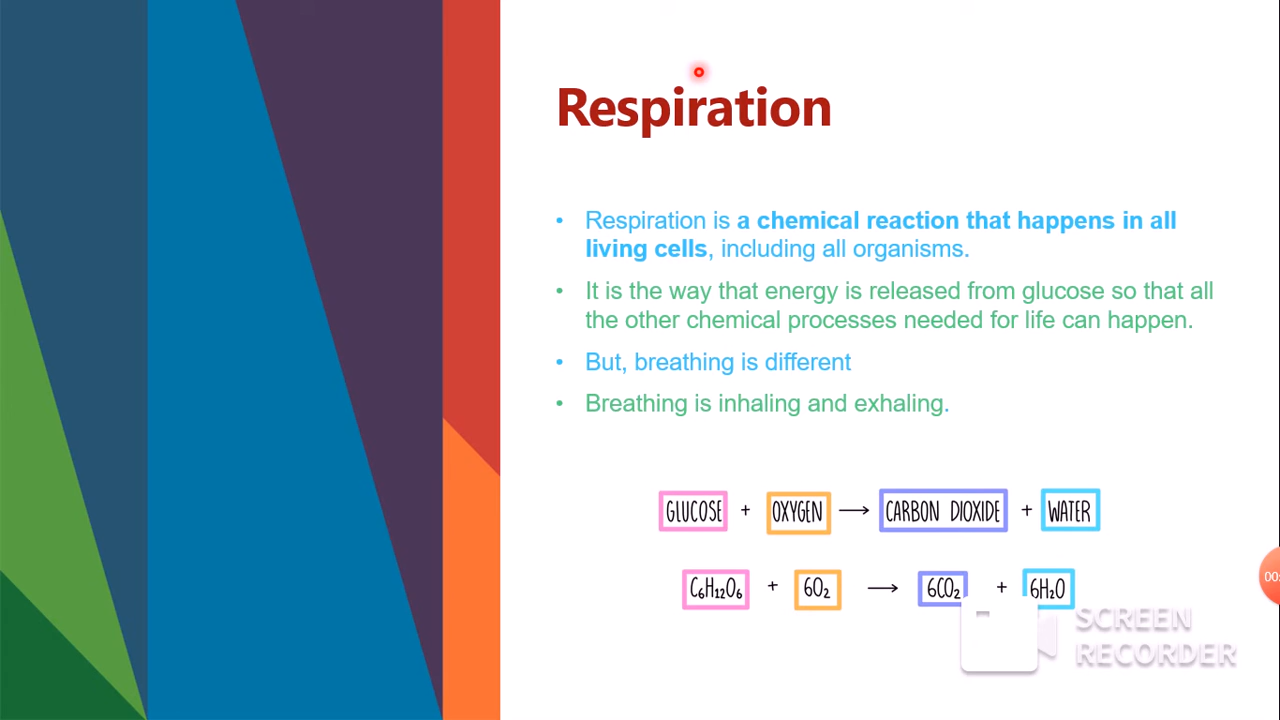 Respiration
• Respiration is a chemical reaction that happens in all
living cells, including all organisms.
• It is the way that energy is released from glucose so that all
the other chemical processes needed for life can happen.
• But, breathing is different
• Breathing is inhaling and exhaling.
GLUCOSE + OXYGEN → CARBON DIOXIDE + WATER
C₆H₁₂O₆ + 6O₂ → 6CO₂ + 6H₂O
00:
SCREEN
RECORDER